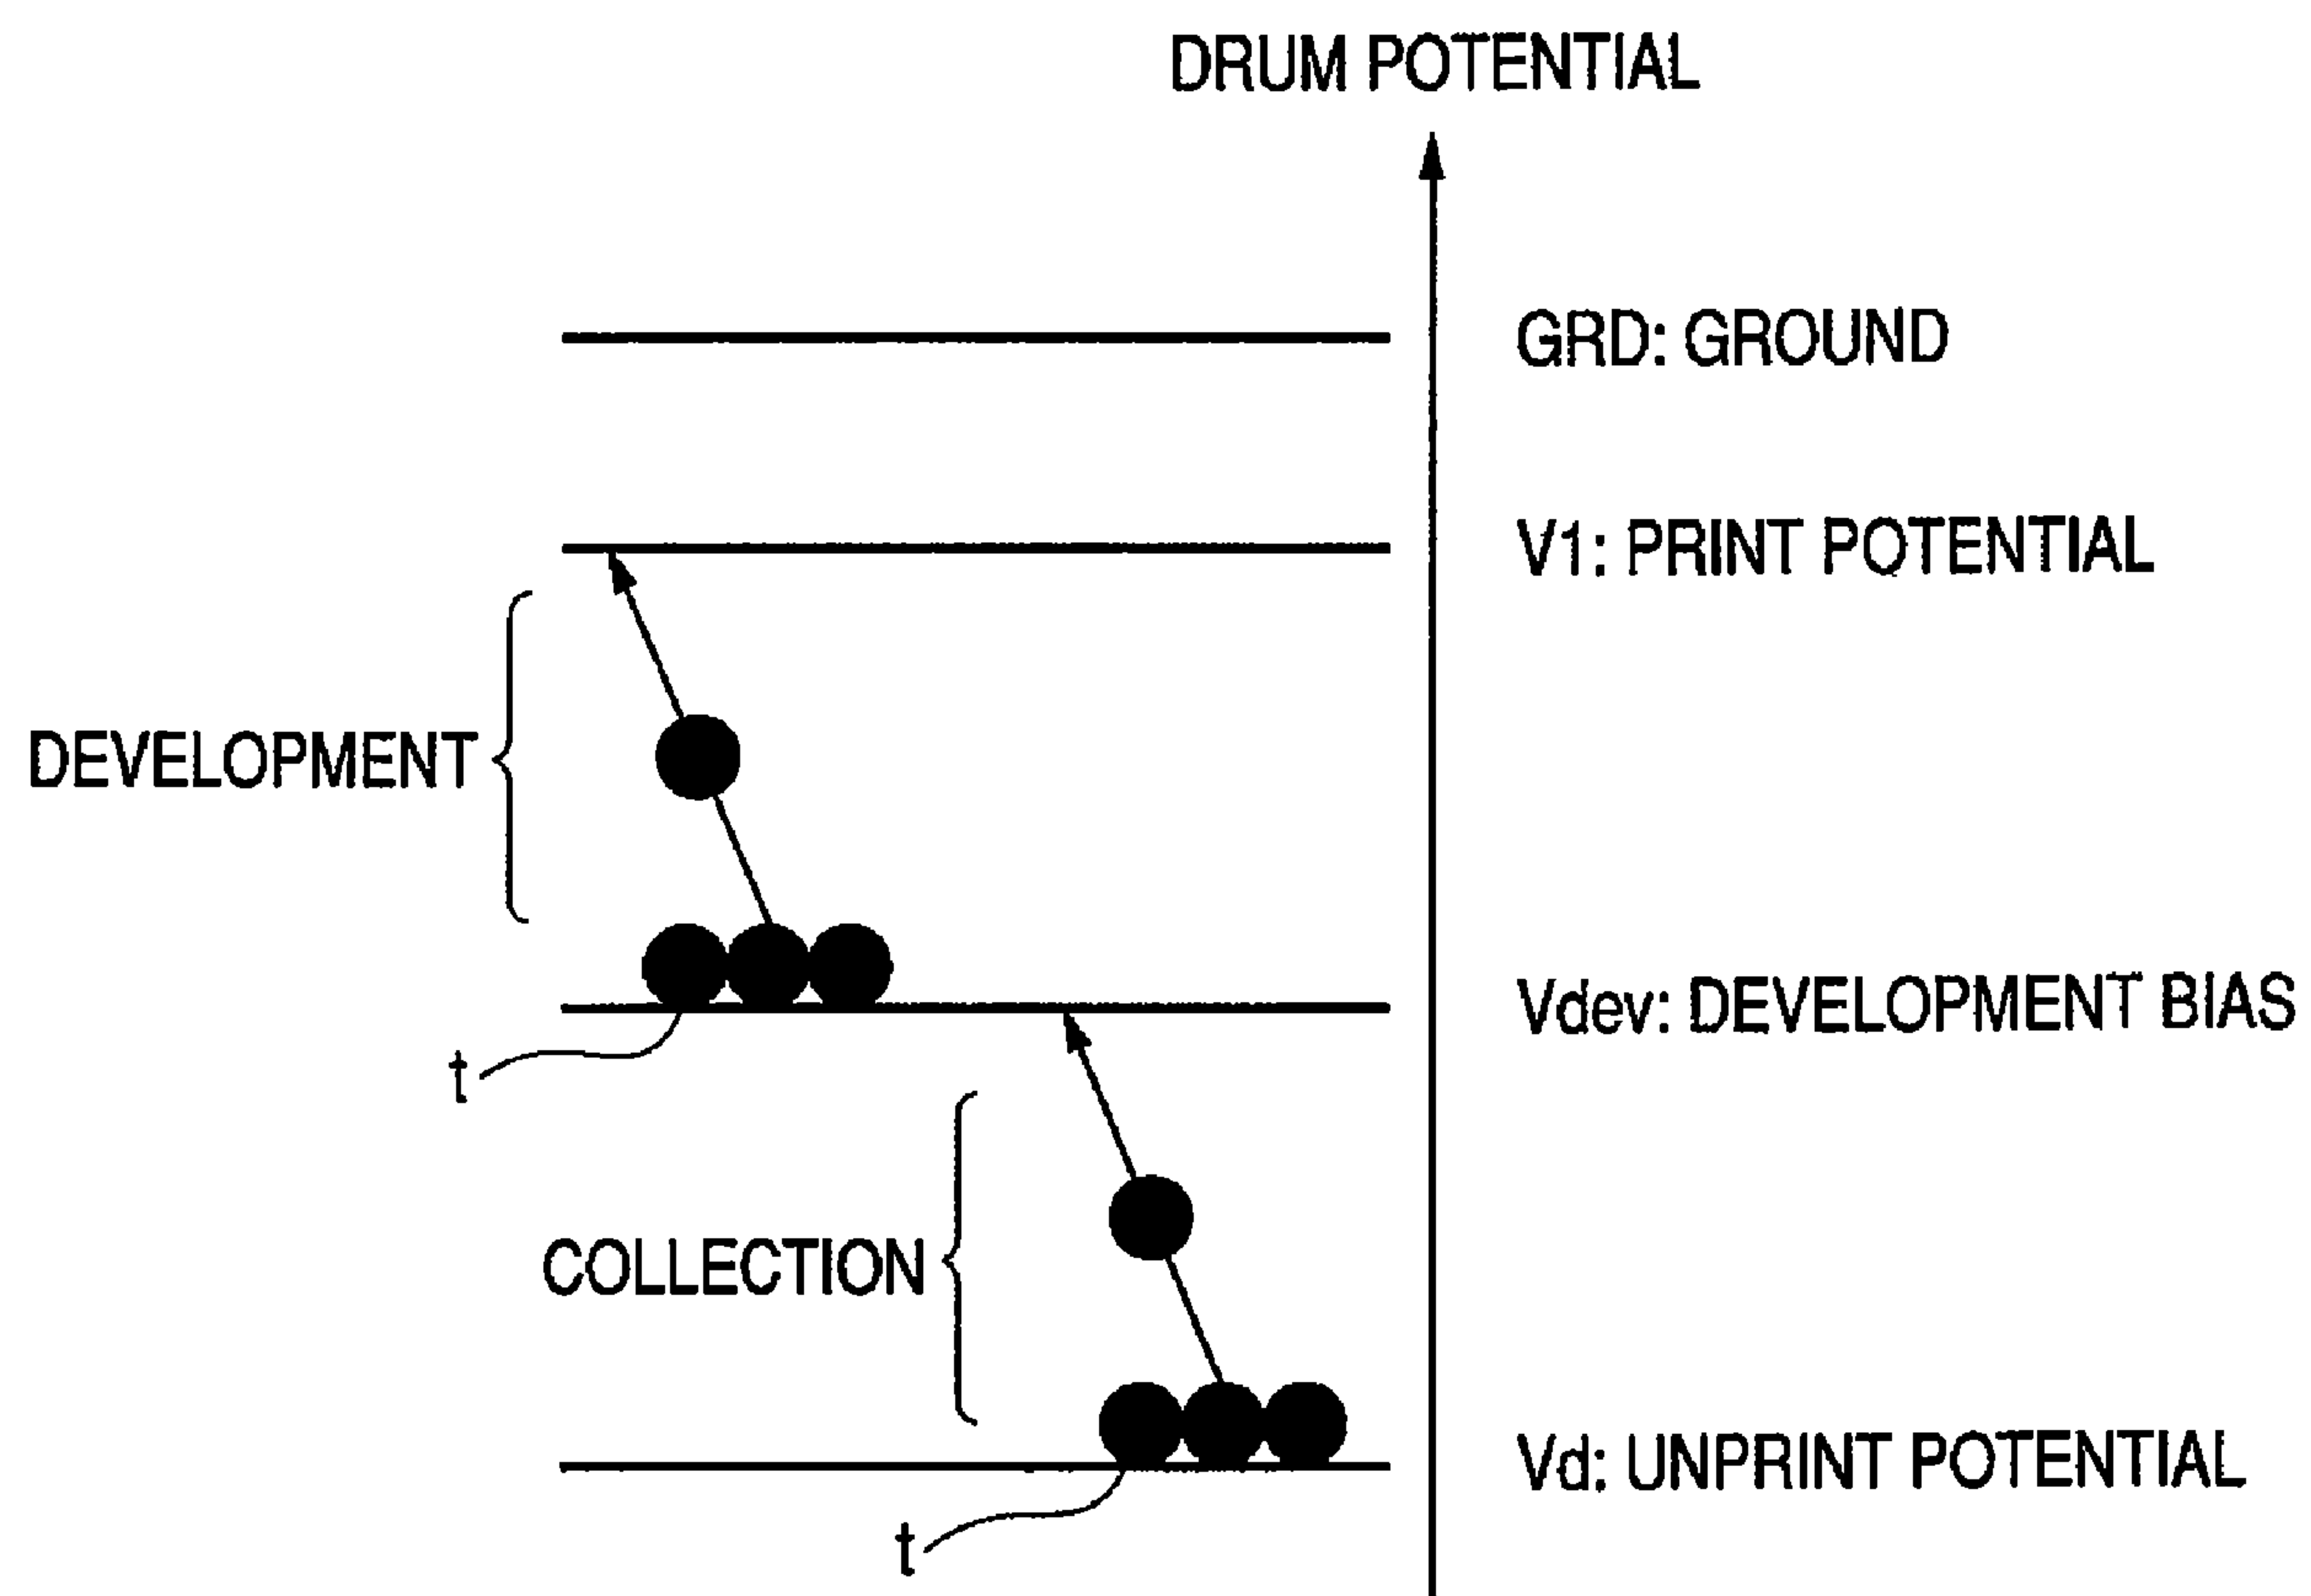 DRUM POTENTIAL
GRD: GROUND
V1: PRINT POTENTIAL
DEVELOPMENT
Vdev: DEVELOPMENT BIAS
t
COLLECTION
Vd: UNPRINT POTENTIAL
t